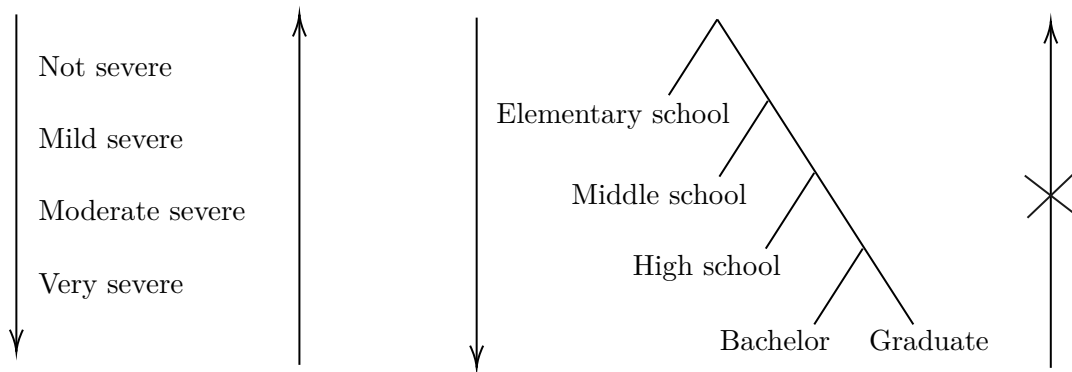 Not severe
Mild severe
Moderate severe
Very severe
Elementary school
Middle school
High school
Bachelor
Graduate